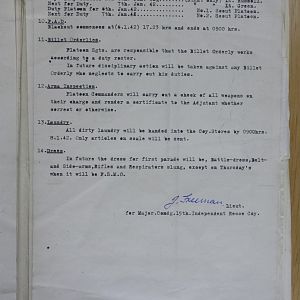 Next for Duty 7th.Jan.42. Lt. Green.
Duty Platoon for 6th.Jan.42. No.1. Scout Platoon.
Next for Duty 7th.Jan.42. No.2. Scout Platoon.
10.P.A.D.
Blackout commences at(6.1.42) 17.23 hrs and ends at 0800 hrs.
11.Billet Orderlies.
Platoon Sgts. are responsible that the Billet Orderly works
according to a duty roster.
In future disciplinary action will be taken against any Billet
Orderly who neglects to carry out his duties.
12.Arms Inspection.
Platoon Commanders will carry out a check of all weapons on
their charge and render a certificate to the Adjutant whether
correct or otherwise.
13.Laundry.
All dirty laundry will be handed into the Coy.Stores by 0900hrs.
8.1.42. Only articles on scale will be sent.
14.Dress.
In future the dress for first parade will be, Battle-dress,Belt-
and Side-arms,Rifles and Respirators slung, except on Thursday's
when it will be F.S.M.O.
J. Freeman
Lieut.
for Major.Comdg.19th.Independent Recce Coy.